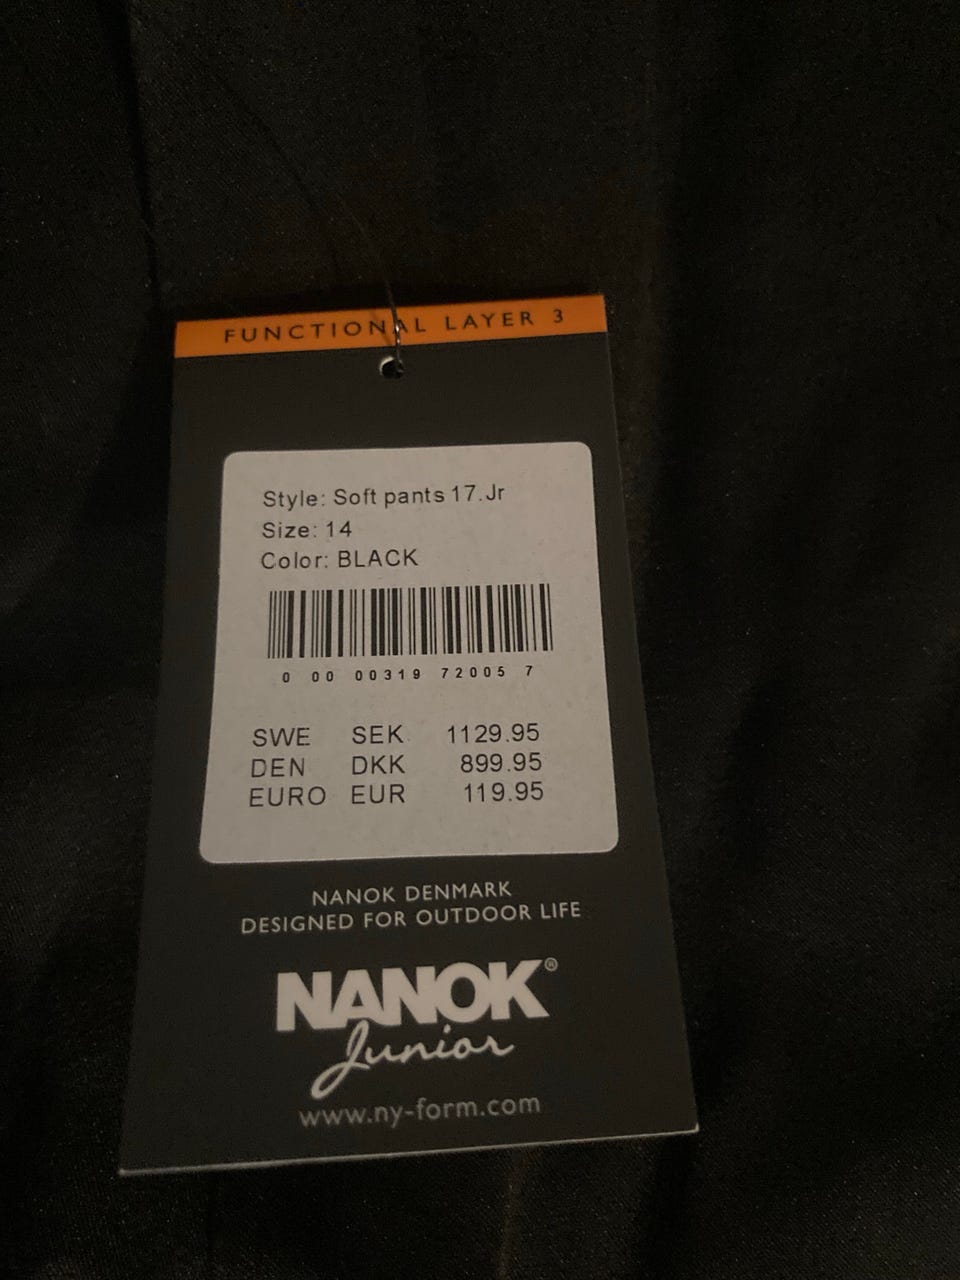 FUNCTIONAL LAYER 3
Style: Soft pants 17.Jr
Size: 14
Color: BLACK
0 00 00319 72005 7
SWE SEK 1129.95
DEN DKK 899.95
EURO EUR 119.95
NANOK DENMARK
DESIGNED FOR OUTDOOR LIFE
NANOK®
Junior
www.ny-form.com